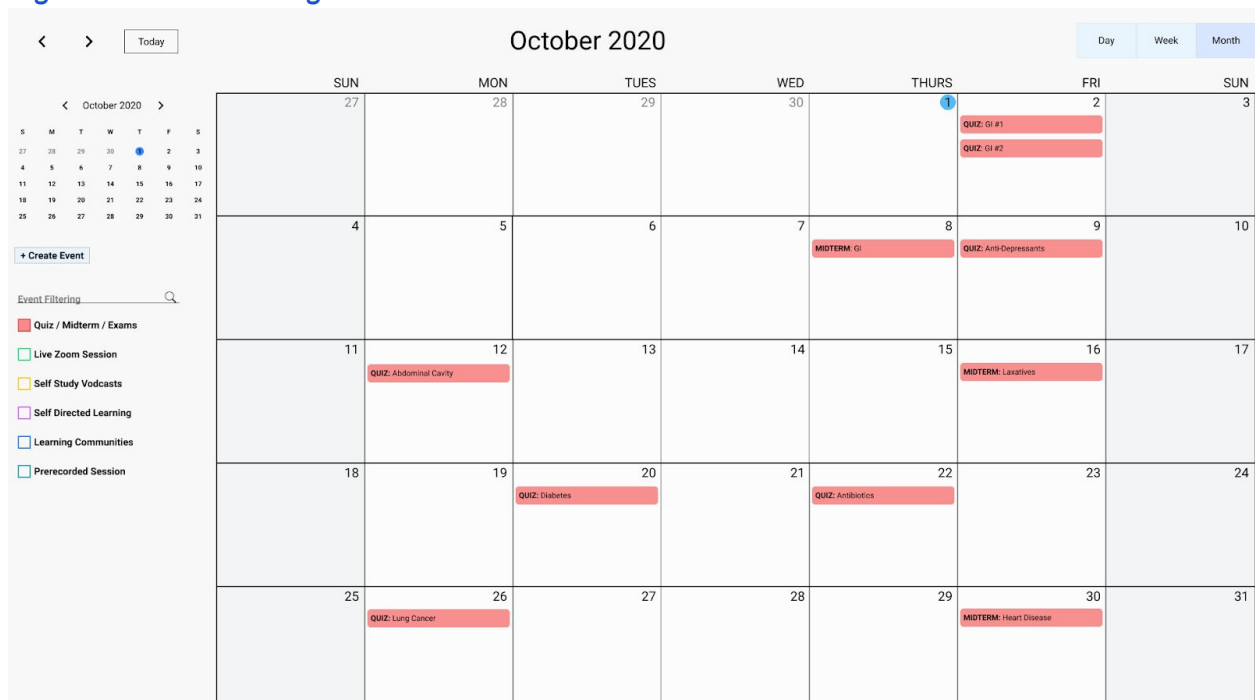 Today
October 2020
Day Week Month
October 2020
S M T W T F S
27 28 29 30 1 2 3
4 5 6 7 8 9 10
11 12 13 14 15 16 17
18 19 20 21 22 23 24
25 26 27 28 29 30 31
+ Create Event
Event Filtering
Quiz / Midterm / Exams
Live Zoom Session
Self Study Vodcasts
Self Directed Learning
Learning Communities
Prerecorded Session
SUN MON TUES WED THURS FRI SUN
27 28 29 30 1 2 3
QUIZ: GI #1
QUIZ: GI #2
4 5 6 7 8 9 10
MIDTERM: GI
QUIZ: Anti-Depressants
11 12 13 14 15 16 17
QUIZ: Abdominal Cavity
MIDTERM: Laxatives
18 19 20 21 22 23 24
QUIZ: Diabetes
QUIZ: Antibiotics
25 26 27 28 29 30 31
QUIZ: Lung Cancer
MIDTERM: Heart Disease